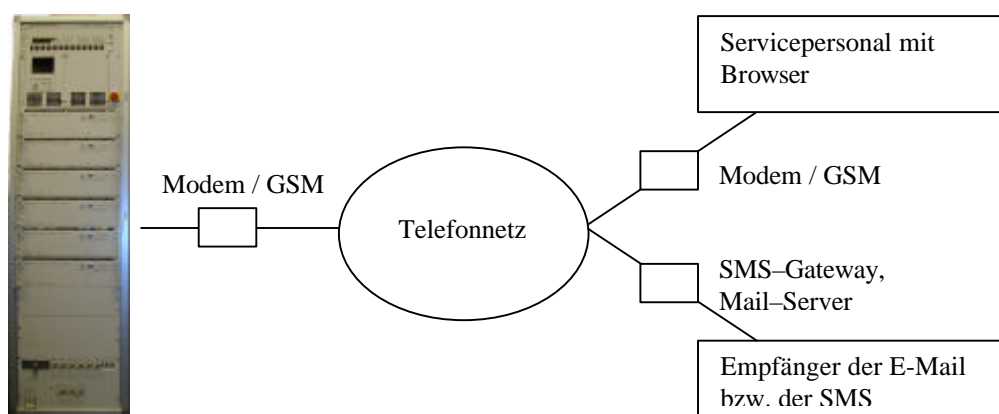 Servicepersonal mit
Browser
Modem / GSM
Modem / GSM
Telefonnetz
SMS–Gateway,
Mail–Server
Empfänger der E-Mail
bzw. der SMS